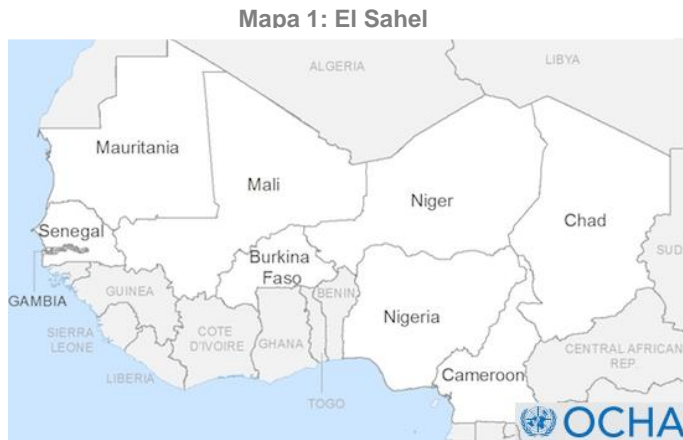 Mapa 1: El Sahel
ALGERIA
LIBYA
Mauritania
Mali
Niger
Chad
Senegal
SUD
Burkina
Faso
GAMBIA
GUINEA
BENIN
Nigeria
SIERRA
LEONE
COTE
D'IVOIRE
GHANA
CENTRAL AFRICAN
REP.
LIBERIA
Cameroon
TOGO
OCHA